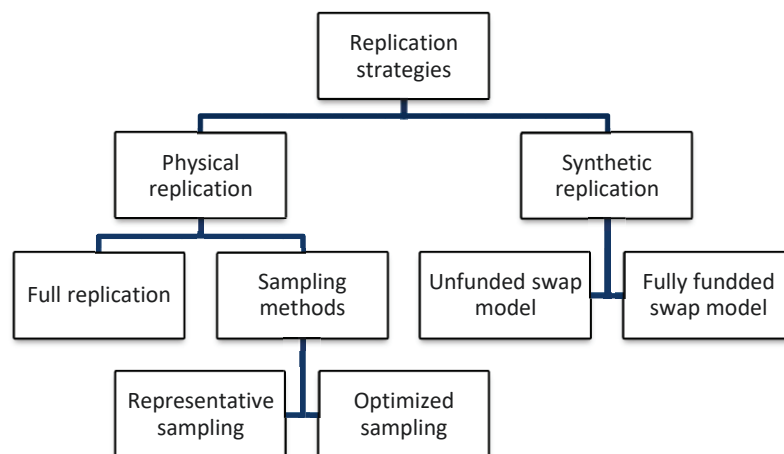 Replication
strategies
Physical
replication
Synthetic
replication
Full replication
Sampling
methods
Unfunded swap
model
Fully fundded
swap model
Representative
sampling
Optimized
sampling